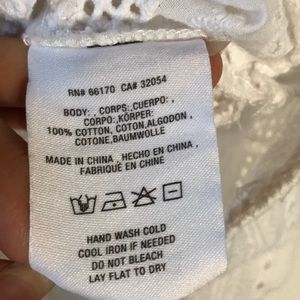 RN# 66170 CA# 32054
BODY: , CORPS:,CUERPO: ,
CORPO:,KÖRPER:
100% COTTON, COTON,ALGODON ,
COTONE,BAUMWOLLE
MADE IN CHINA , HECHO EN CHINA ,
FABRIQUÉ EN CHINE
HAND WASH COLD
COOL IRON IF NEEDED
DO NOT BLEACH
LAY FLAT TO DRY